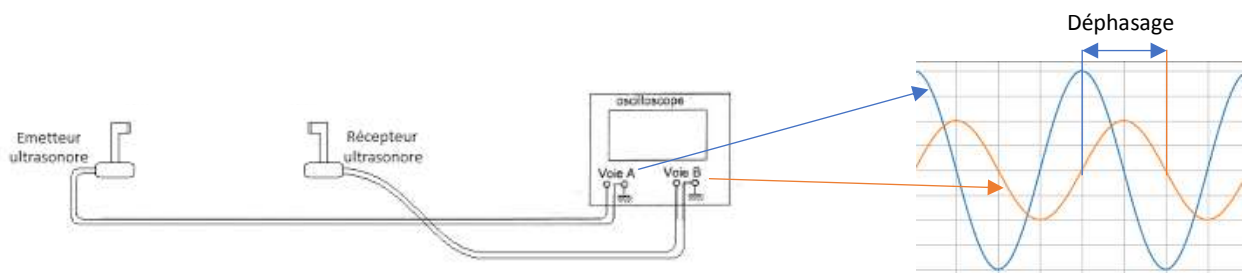 Déphasage
oscilloscope
Emetteur
ultrasonore
Récepteur
ultrasonore
Voie A
Voie B